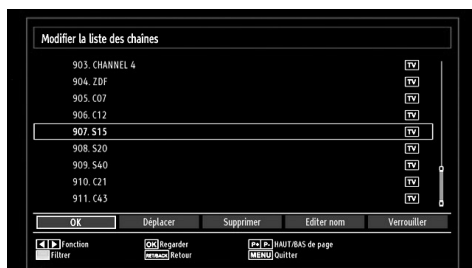 Modifier la liste des chaînes
903. CHANNEL 4 TV
904. ZDF TV
905. C07 TV
906. C12 TV
907. S15 TV
908. S20 TV
909. S40 TV
910. C21 TV
911. C43 TV
OK Déplacer Supprimer Editer nom Verrouiller
Fonction OK Regarder P+ P- HAUT/BAS de page
Filtrer RET/BACK Retour MENU Quitter